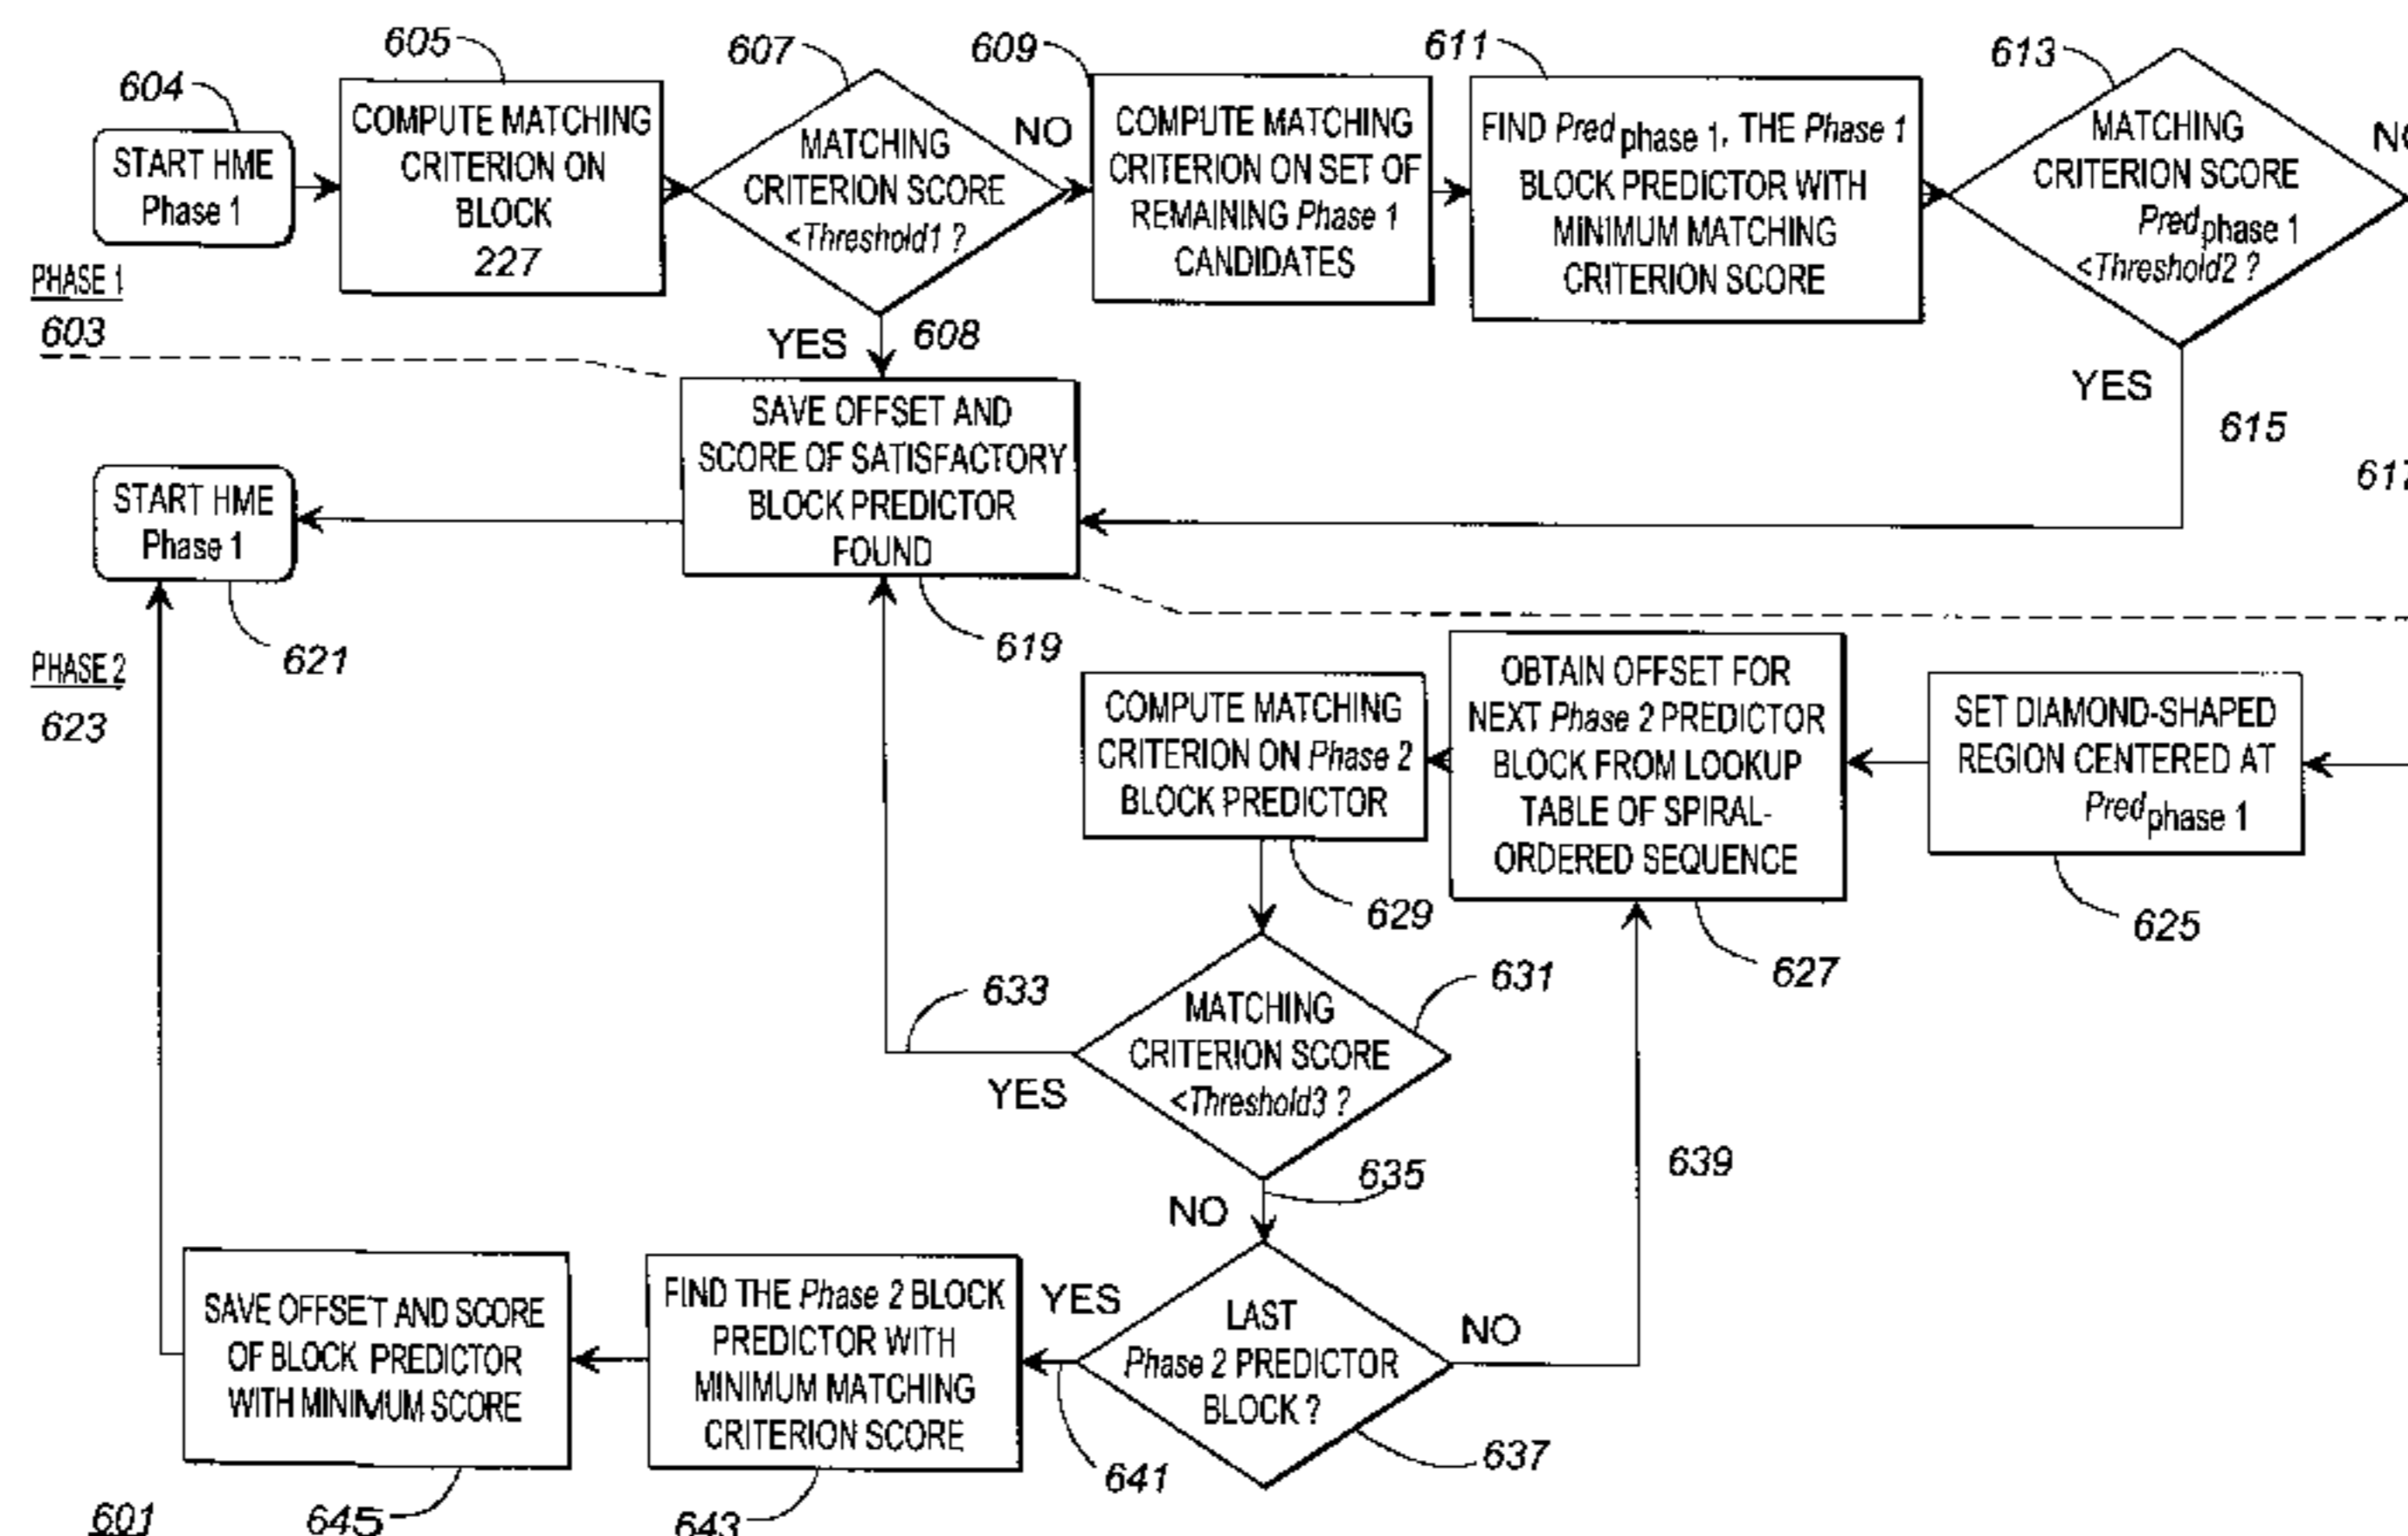 605
607
609
611
613
604
START HME
Phase 1
COMPUTE MATCHING
CRITERION ON
BLOCK
227
MATCHING
CRITERION SCORE
<Threshold1 ?
NO
COMPUTE MATCHING
CRITERION ON SET OF
REMAINING Phase 1
CANDIDATES
FIND Pred phase 1, THE Phase 1
BLOCK PREDICTOR WITH
MINIMUM MATCHING
CRITERION SCORE
MATCHING
CRITERION SCORE
Pred phase 1
<Threshold2 ?
PHASE 1
603
YES
608
YES
615
SAVE OFFSET AND
SCORE OF SATISFACTORY
BLOCK PREDICTOR
FOUND
START HME
Phase 1
621
619
PHASE 2
623
COMPUTE MATCHING
CRITERION ON Phase 2
BLOCK PREDICTOR
OBTAIN OFFSET FOR
NEXT Phase 2 PREDICTOR
BLOCK FROM LOOKUP
TABLE OF SPIRAL-
ORDERED SEQUENCE
SET DIAMOND-SHAPED
REGION CENTERED AT
Pred phase 1
629
627
625
633
631
MATCHING
CRITERION SCORE
<Threshold3 ?
YES
635
NO
639
SAVE OFFSET AND SCORE
OF BLOCK PREDICTOR
WITH MINIMUM SCORE
FIND THE Phase 2 BLOCK
PREDICTOR WITH
MINIMUM MATCHING
CRITERION SCORE
YES
LAST
Phase 2 PREDICTOR
BLOCK ?
NO
641
637
601
645
643